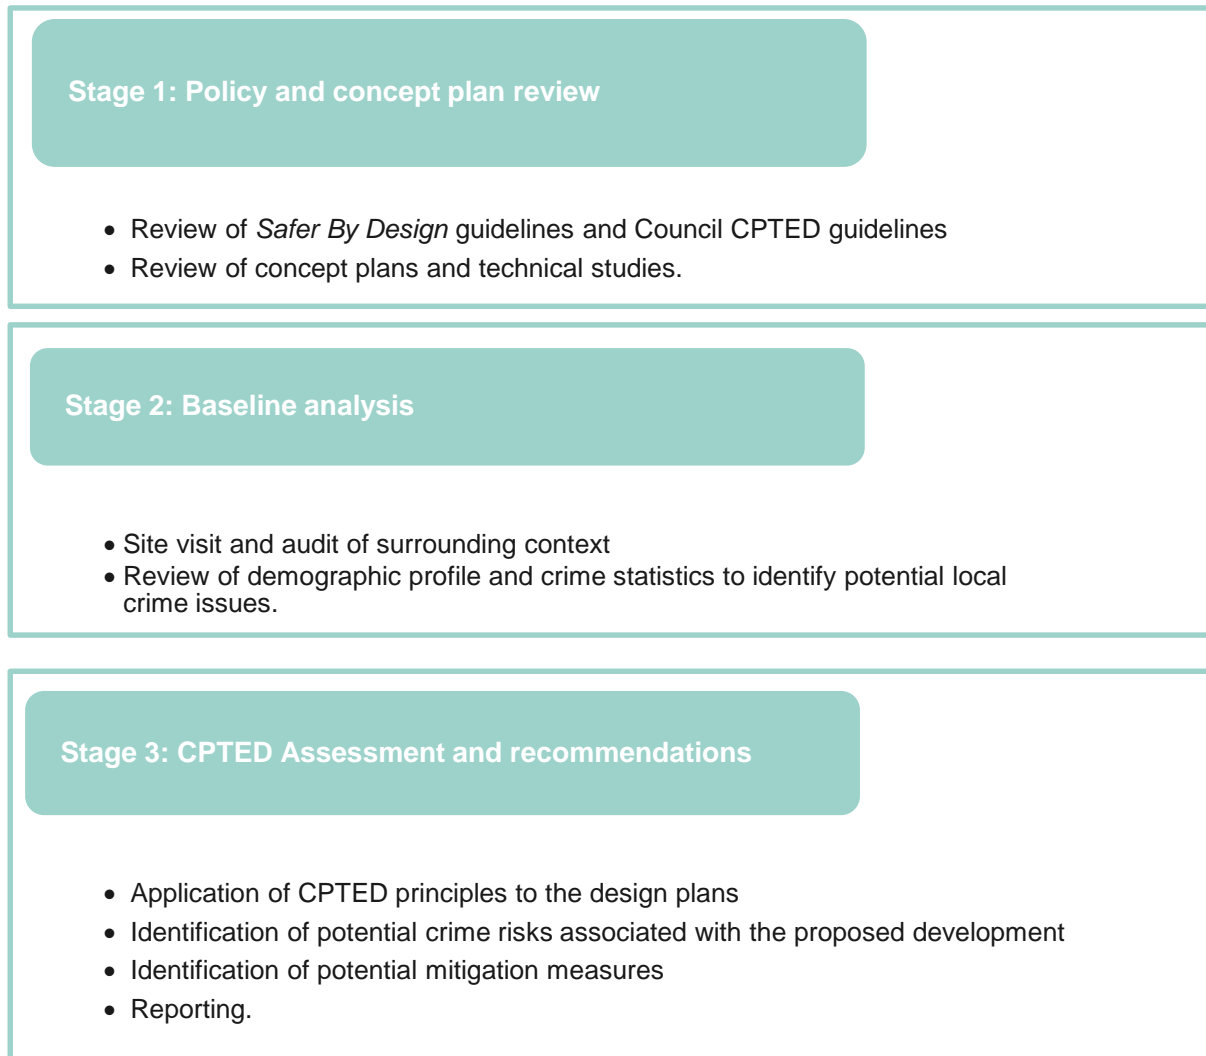 Stage 1: Policy and concept plan review
• Review of Safer By Design guidelines and Council CPTED guidelines
• Review of concept plans and technical studies.
Stage 2: Baseline analysis
• Site visit and audit of surrounding context
• Review of demographic profile and crime statistics to identify potential local
crime issues.
Stage 3: CPTED Assessment and recommendations
• Application of CPTED principles to the design plans
• Identification of potential crime risks associated with the proposed development
• Identification of potential mitigation measures
• Reporting.